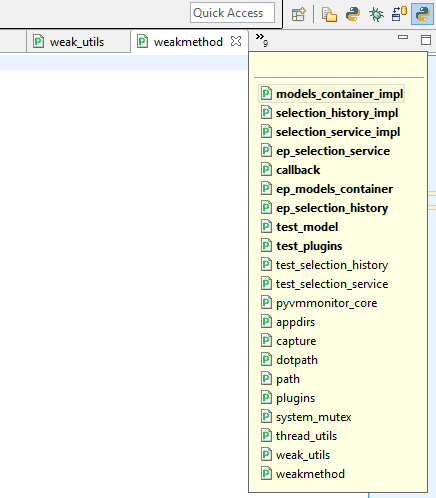 Quick Access
weak_utils
weakmethod
»9
models_container_impl
selection_history_impl
selection_service_impl
ep_selection_service
callback
ep_models_container
ep_selection_history
test_model
test_plugins
test_selection_history
test_selection_service
pyvmmonitor_core
appdirs
capture
dotpath
path
plugins
system_mutex
thread_utils
weak_utils
weakmethod